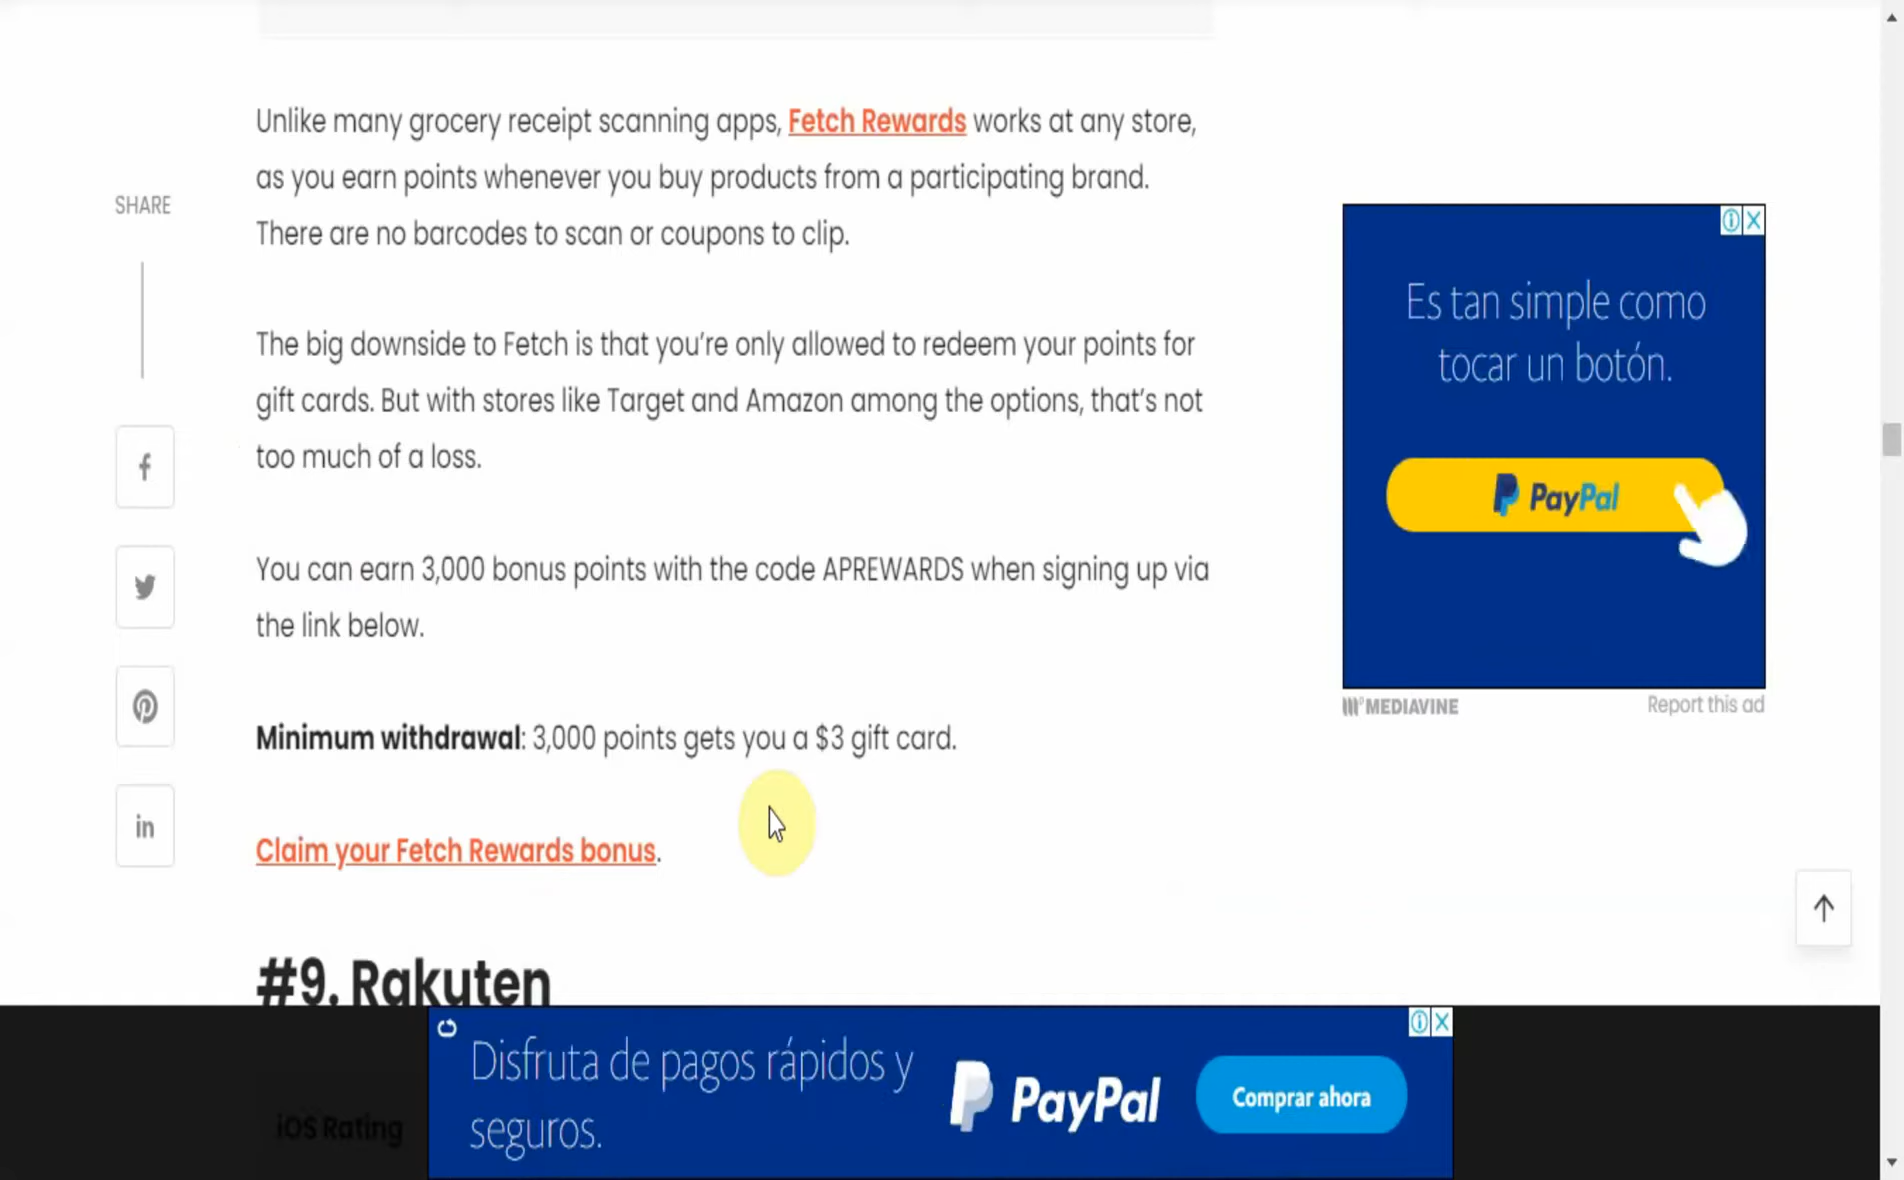 Unlike many grocery receipt scanning apps, Fetch Rewards works at any store,
as you earn points whenever you buy products from a participating brand.
There are no barcodes to scan or coupons to clip.
SHARE
The big downside to Fetch is that you're only allowed to redeem your points for
gift cards. But with stores like Target and Amazon among the options, that's not
too much of a loss.
You can earn 3,000 bonus points with the code APREWARDS when signing up via
the link below.
Minimum withdrawal: 3,000 points gets you a $3 gift card.
Claim your Fetch Rewards bonus.
#9. Rakuten
iOS Rating
Es tan simple como
tocar un botón.
PayPal
MEDIAVINE
Report this ad
Disfruta de pagos rápidos y
seguros.
PayPal
Comprar ahora